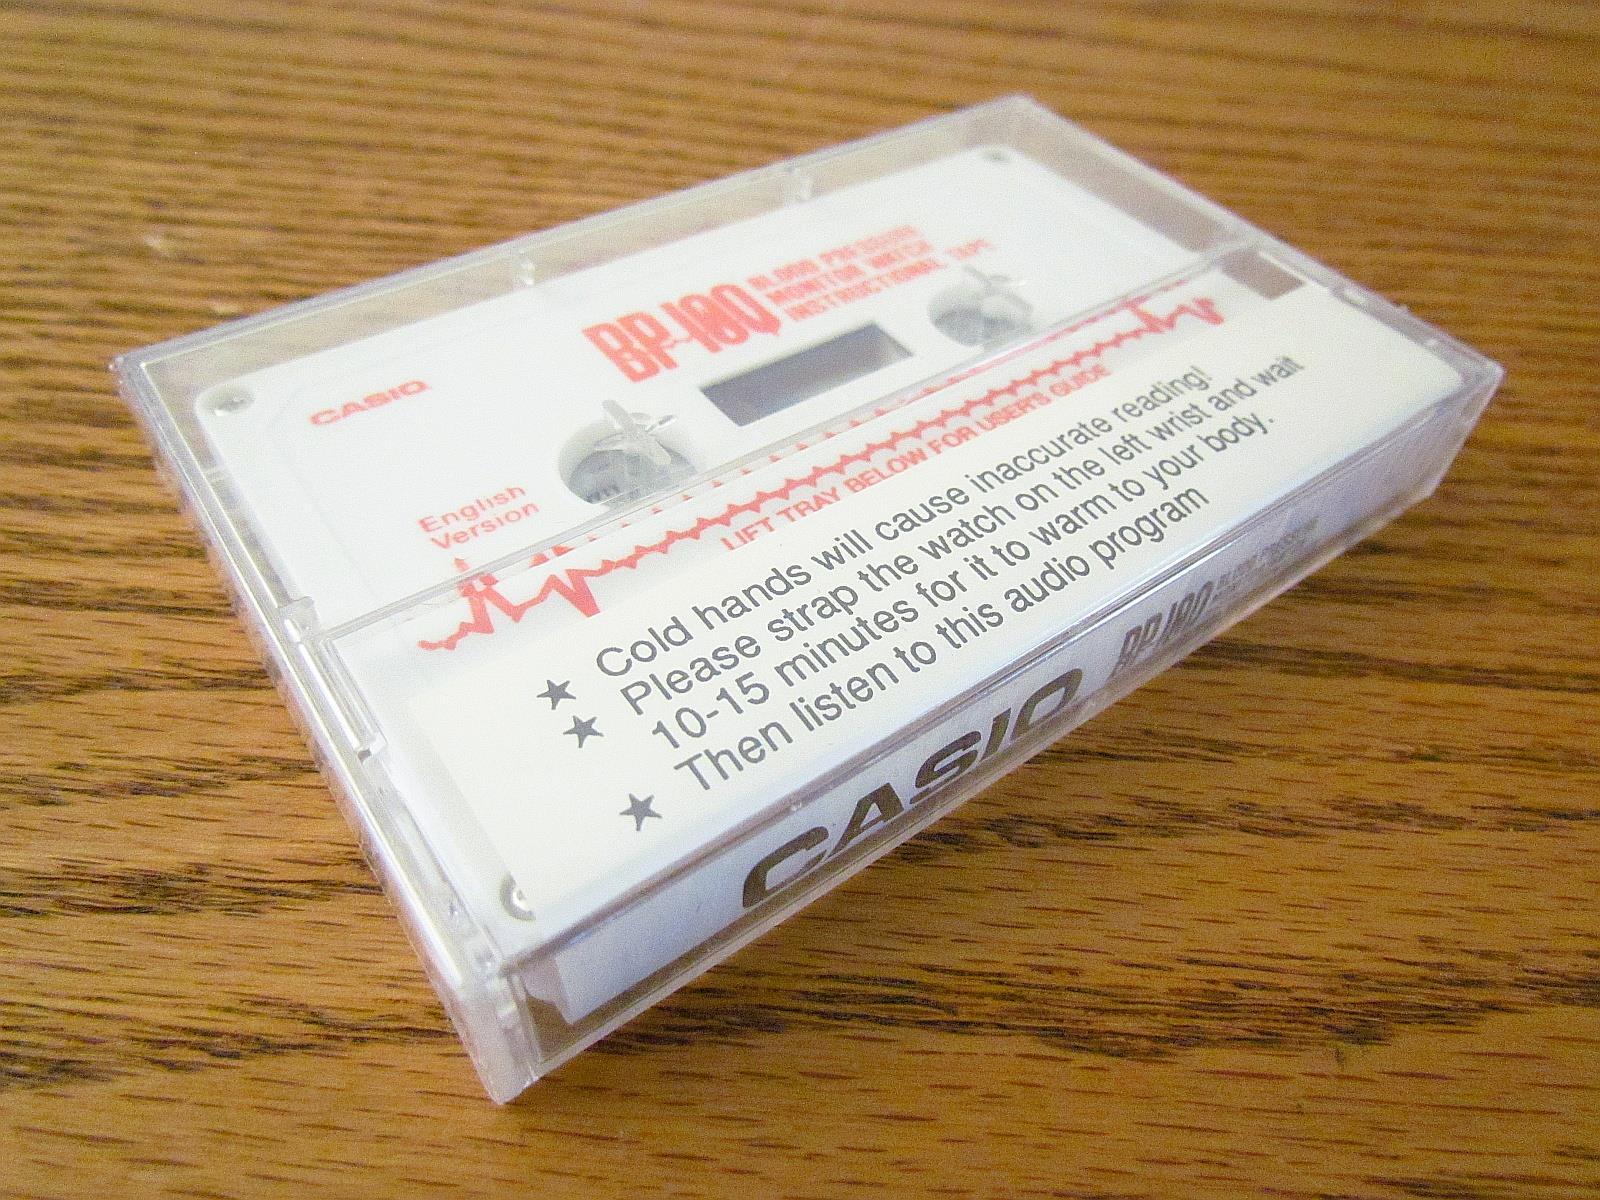 CASIO
BP-100 BLOOD PRESSURE
MONITOR WATCH
INSTRUCTIONAL TAPE
English
Version
LIFT TRAY BELOW FOR USER'S GUIDE
★ Cold hands will cause inaccurate reading!
★ Please strap the watch on the left wrist and wait
10-15 minutes for it to warm to your body.
★ Then listen to this audio program
CASIO BP-100 BLOOD PRESSURE